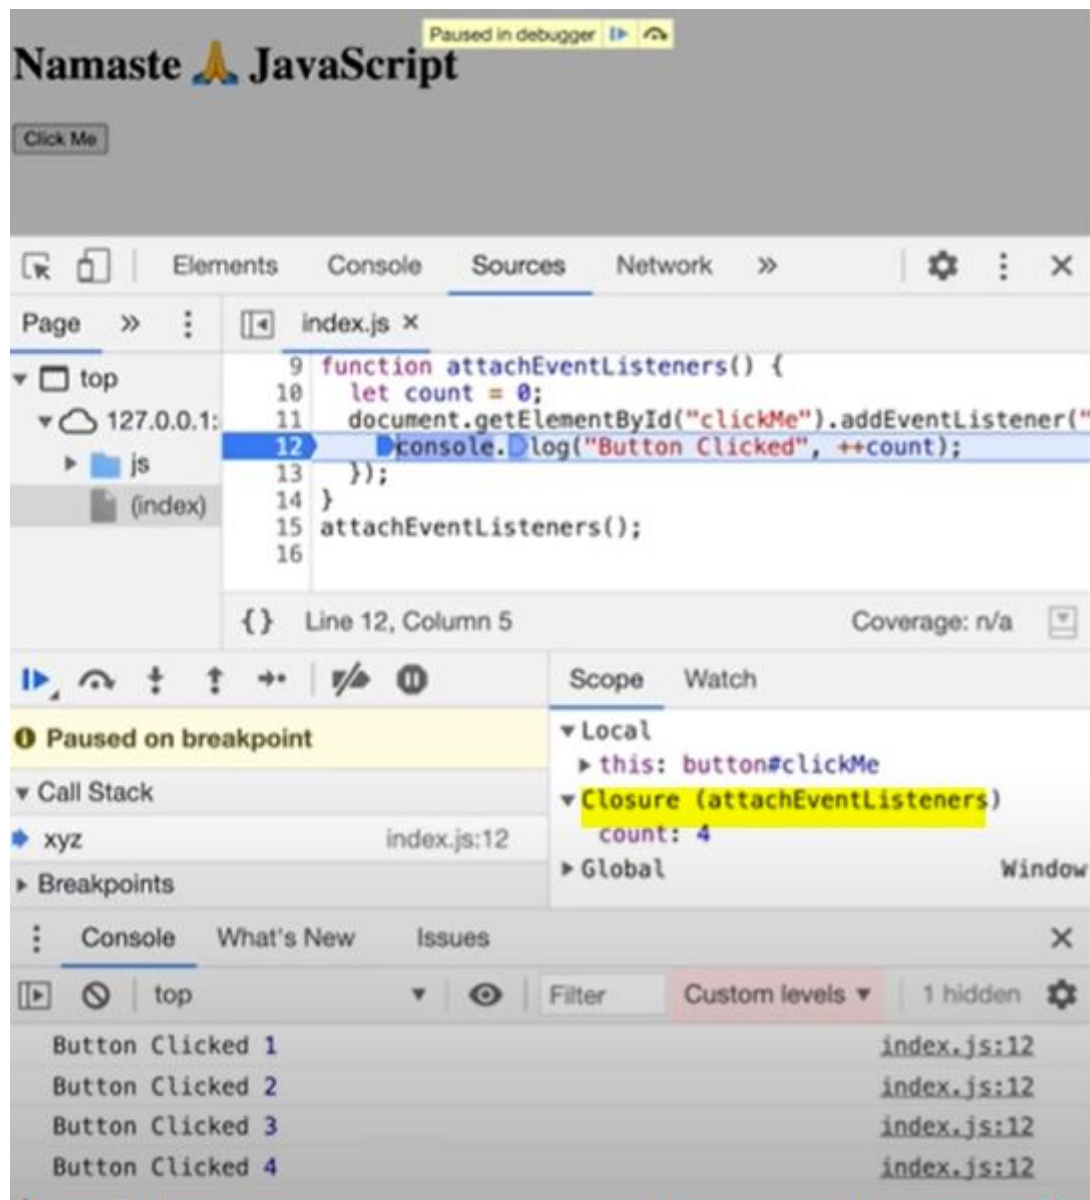 Paused in debugger
Namaste 🙏 JavaScript
Click Me
Elements Console Sources Network »
Page » index.js ×
top
127.0.0.1:
js
(index)
9 function attachEventListeners() {
10 let count = 0;
11 document.getElementById("clickMe").addEventListener("
12 console.log("Button Clicked", ++count);
13 });
14 }
15 attachEventListeners();
16
{} Line 12, Column 5 Coverage: n/a
Scope Watch
Paused on breakpoint
Call Stack
xyz index.js:12
Breakpoints
Local
this: button#clickMe
Closure (attachEventListeners)
count: 4
Global Window
Console What's New Issues
top Filter Custom levels ▼ 1 hidden
Button Clicked 1 index.js:12
Button Clicked 2 index.js:12
Button Clicked 3 index.js:12
Button Clicked 4 index.js:12